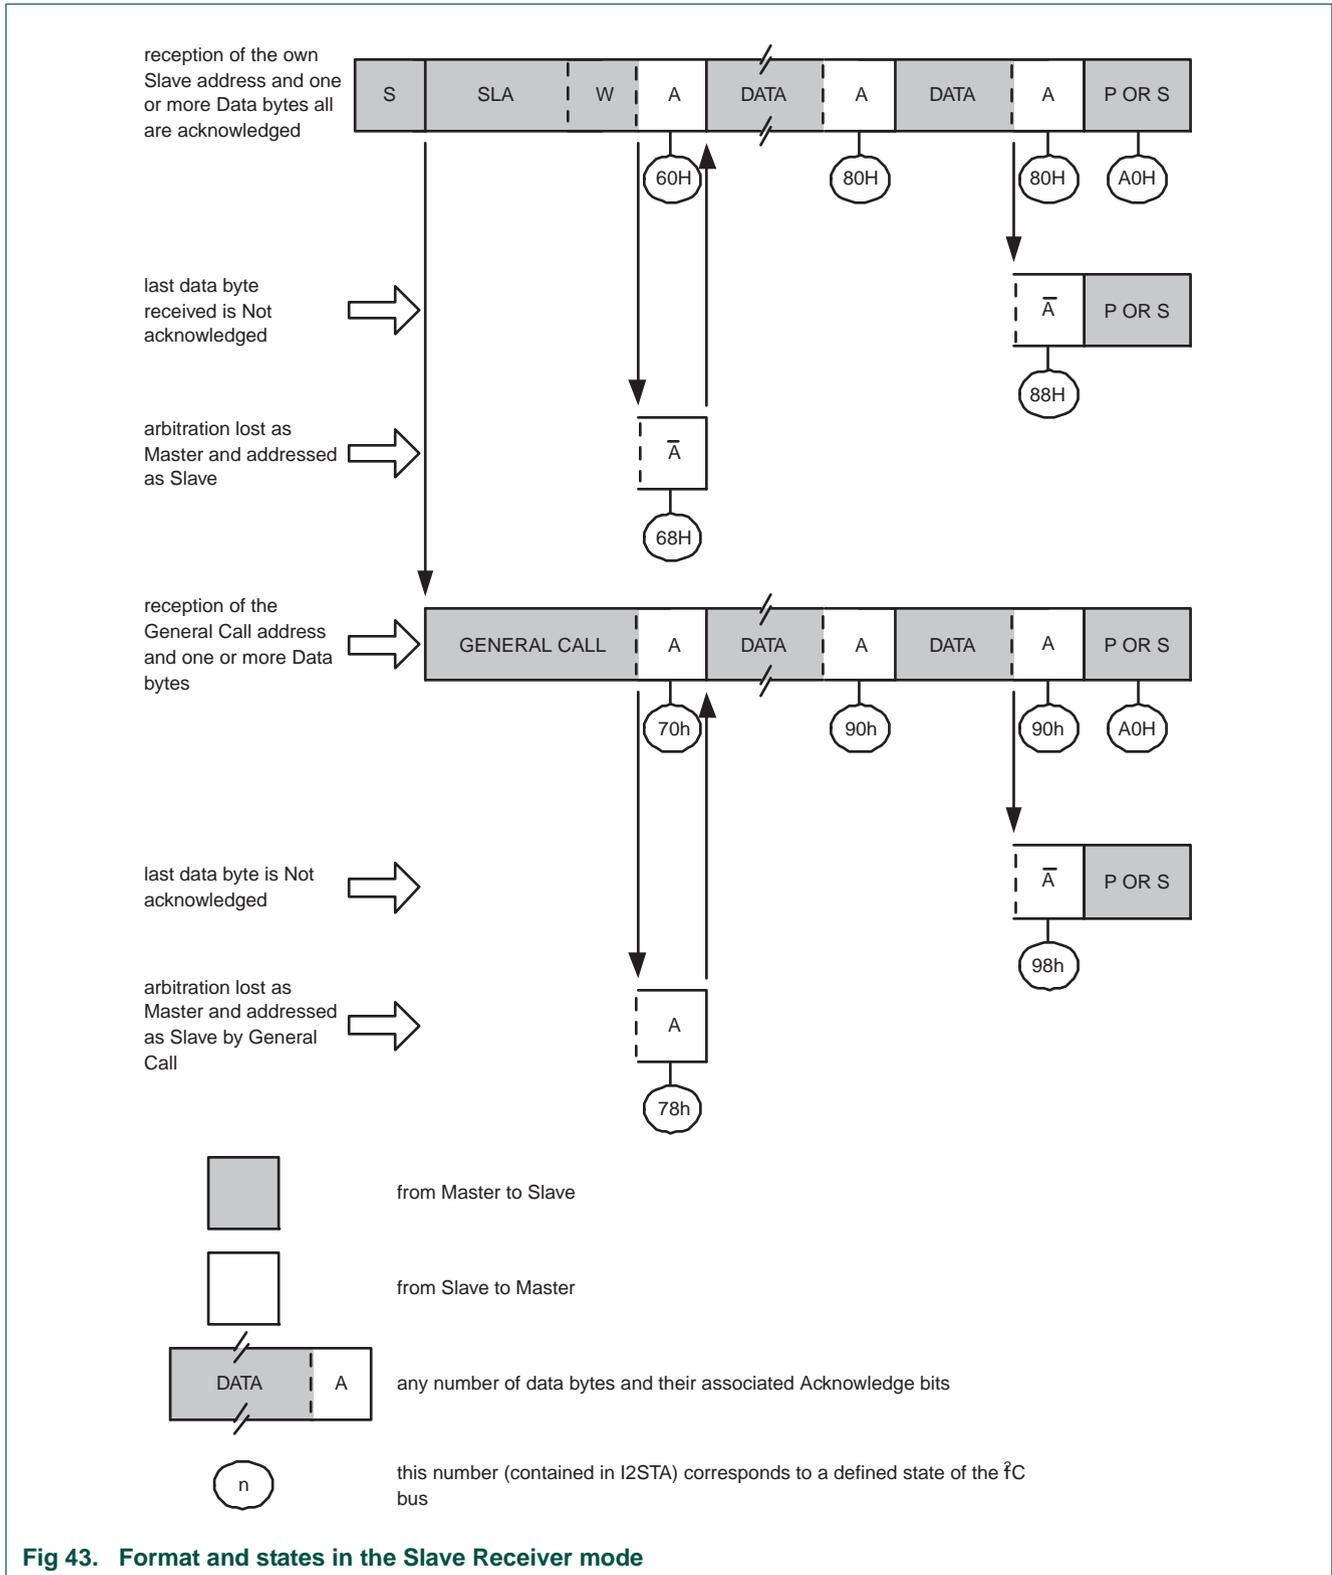 reception of the own
Slave address and one
or more Data bytes all
are acknowledged
S SLA W A DATA A DATA A P OR S
60H 80H 80H A0H
last data byte
received is Not
acknowledged
A̅ P OR S
88H
arbitration lost as
Master and addressed
as Slave
A̅
68H
reception of the
General Call address
and one or more Data
bytes
GENERAL CALL A DATA A DATA A P OR S
70h 90h 90h A0H
last data byte is Not
acknowledged
A̅ P OR S
98h
arbitration lost as
Master and addressed
as Slave by General
Call
A
78h
from Master to Slave
from Slave to Master
DATA A any number of data bytes and their associated Acknowledge bits
n this number (contained in I2STA) corresponds to a defined state of the I²C
bus
Fig 43. Format and states in the Slave Receiver mode